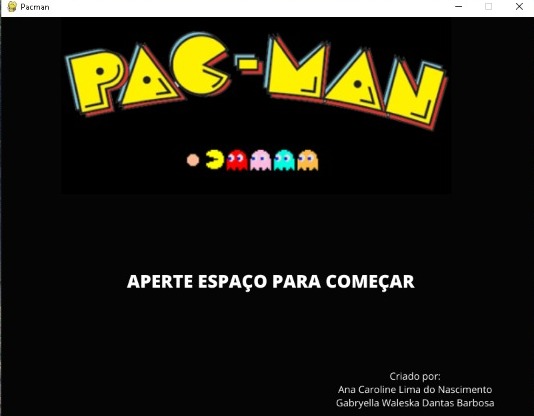 Pacman
PAC-MAN
APERTE ESPAÇO PARA COMEÇAR
Criado por:
Ana Caroline Lima do Nascimento
Gabryella Waleska Dantas Barbosa